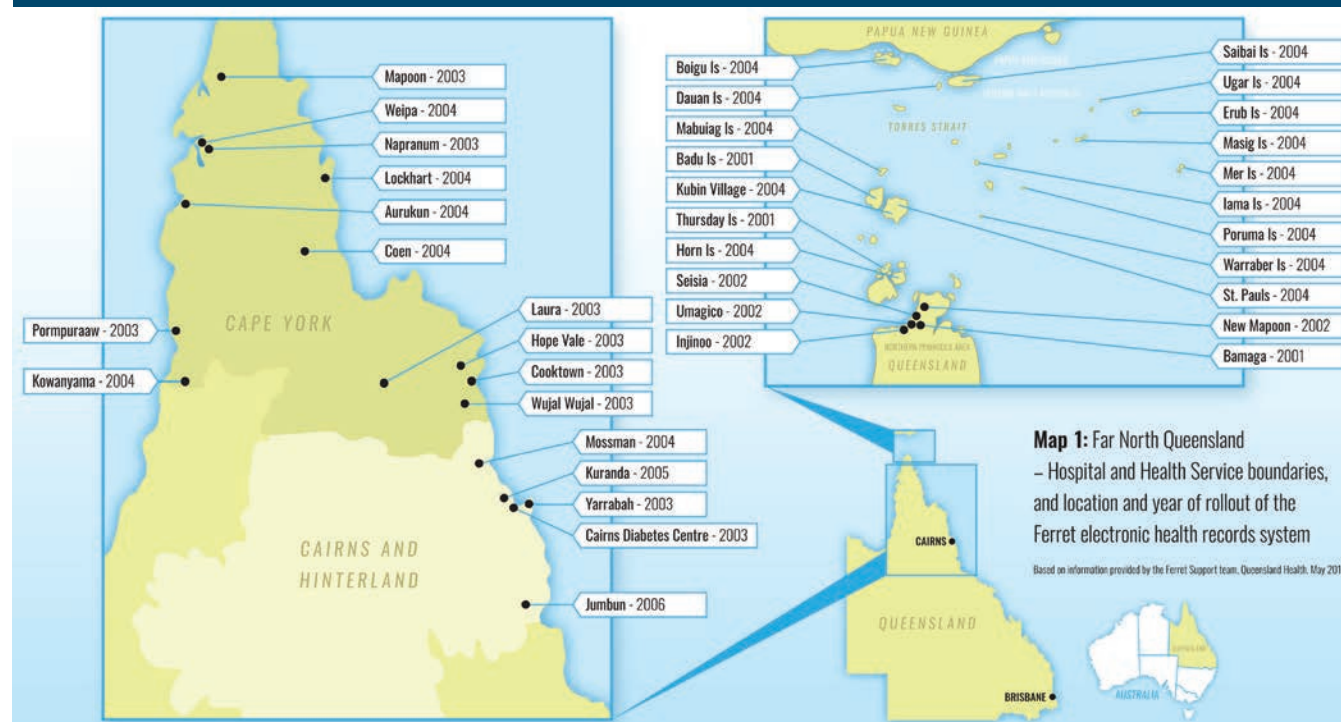 Mapoon - 2003
Weipa - 2004
Napranum - 2003
Lockhart - 2004
Aurukun - 2004
Coen - 2004
CAPE YORK
Pormpuraaw - 2003
Kowanyama - 2004
Laura - 2003
Hope Vale - 2003
Cooktown - 2003
Wujal Wujal - 2003
Mossman - 2004
Kuranda - 2005
Yarrabah - 2003
Cairns Diabetes Centre - 2003
CAIRNS AND
HINTERLAND
Jumbun - 2006
PAPUA NEW GUINEA
Boigu Is - 2004
Dauan Is - 2004
Mabuiag Is - 2004
Badu Is - 2001
Kubin Village - 2004
Thursday Is - 2001
Horn Is - 2004
Seisia - 2002
Umagico - 2002
Injinoo - 2002
TORRES STRAIT
Saibai Is - 2004
Ugar Is - 2004
Erub Is - 2004
Masig Is - 2004
Mer Is - 2004
Iama Is - 2004
Poruma Is - 2004
Warraber Is - 2004
St. Pauls - 2004
New Mapoon - 2002
Bamaga - 2001
NORTHERN PENINSULA AREA
QUEENSLAND
Map 1: Far North Queensland
– Hospital and Health Service boundaries,
and location and year of rollout of the
Ferret electronic health records system
Based on information provided by the Ferret Support team, Queensland Health, May 201
CAIRNS
QUEENSLAND
BRISBANE
QUEENSLAND
AUSTRALIA